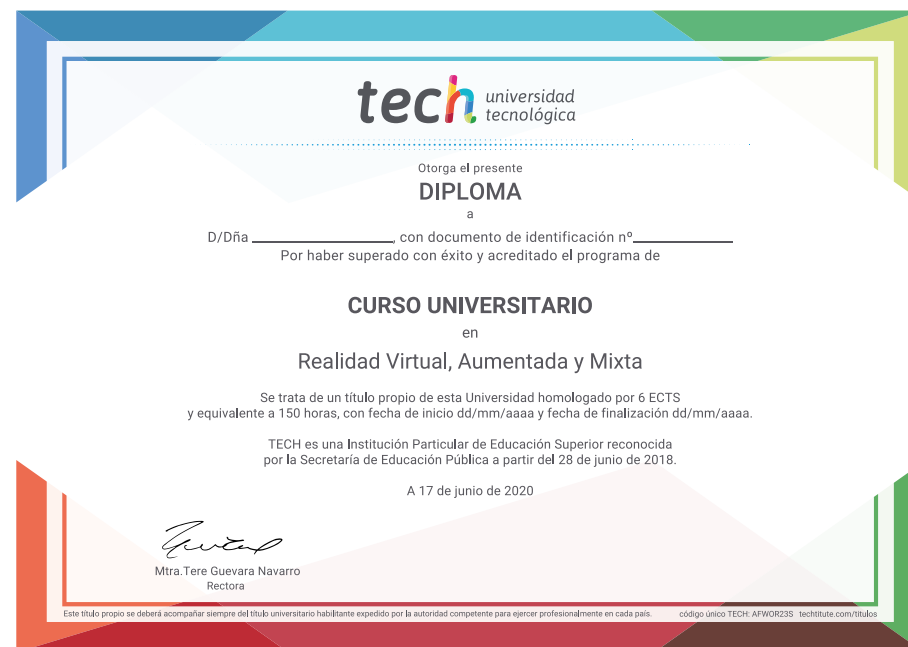 tech universidad
tecnológica
Otorga el presente
DIPLOMA
a
D/Dña ____________________, con documento de identificación nº______________
Por haber superado con éxito y acreditado el programa de
CURSO UNIVERSITARIO
en
Realidad Virtual, Aumentada y Mixta
Se trata de un título propio de esta Universidad homologado por 6 ECTS
y equivalente a 150 horas, con fecha de inicio dd/mm/aaaa y fecha de finalización dd/mm/aaaa.
TECH es una Institución Particular de Educación Superior reconocida
por la Secretaría de Educación Pública a partir del 28 de junio de 2018.
A 17 de junio de 2020
Mtra.Tere Guevara Navarro
Rectora
Este título propio se deberá acompañar siempre del título universitario habilitante expedido por la autoridad competente para ejercer profesionalmente en cada país. código único TECH: AFWOR23S techtitute.com/titulos